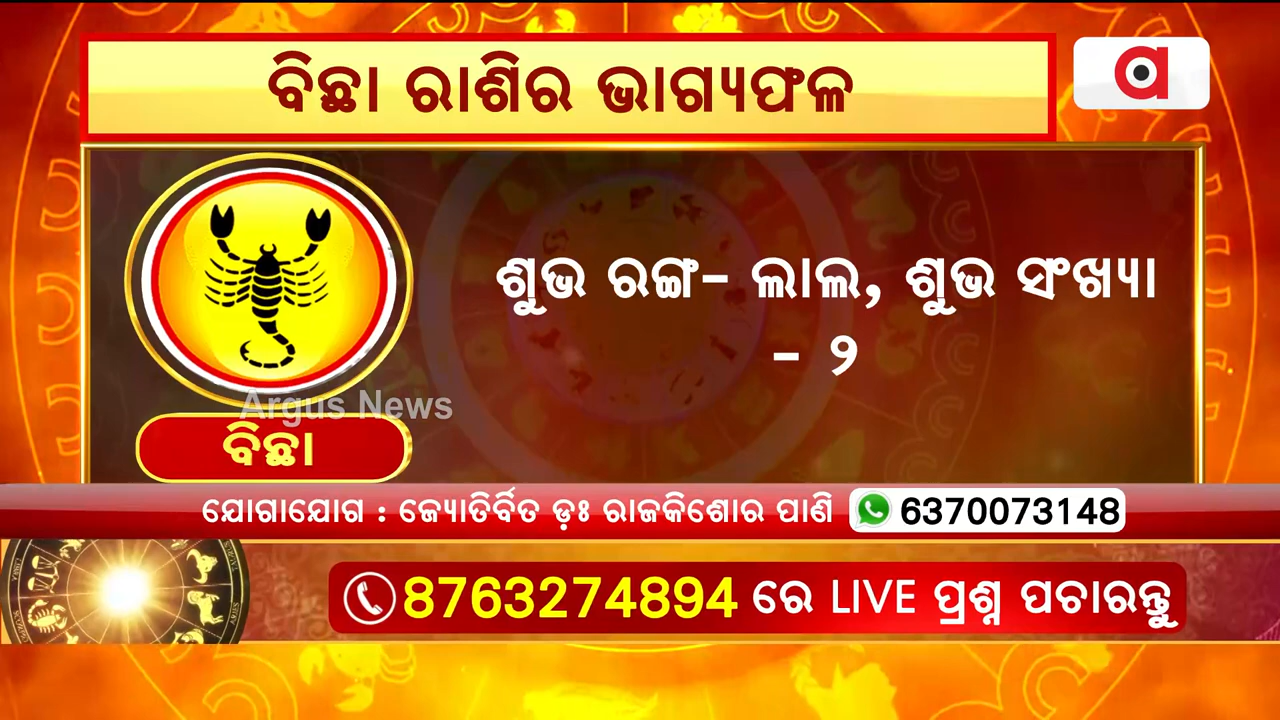 ବିଛା ରାଶିର ଭାଗ୍ୟଫଳ
a
ଶୁଭ ରଙ୍ଗ- ଲାଲ, ଶୁଭ ସଂଖ୍ୟା
- ୨
Argus News
ବିଛା
ଯୋଗାଯୋଗ : ଜ୍ୟୋତିର୍ବିତ ଡ଼ଃ ରାଜକିଶୋର ପାଣି 6370073148
8763274894 ରେ LIVE ପ୍ରଶ୍ନ ପଚାରନ୍ତୁ